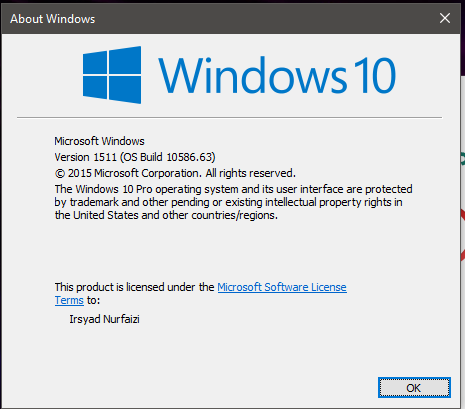 About Windows
Windows 10
Microsoft Windows
Version 1511 (OS Build 10586.63)
© 2015 Microsoft Corporation. All rights reserved.
The Windows 10 Pro operating system and its user interface are protected
by trademark and other pending or existing intellectual property rights in
the United States and other countries/regions.
This product is licensed under the Microsoft Software License
Terms to:
Irsyad Nurfaizi
OK